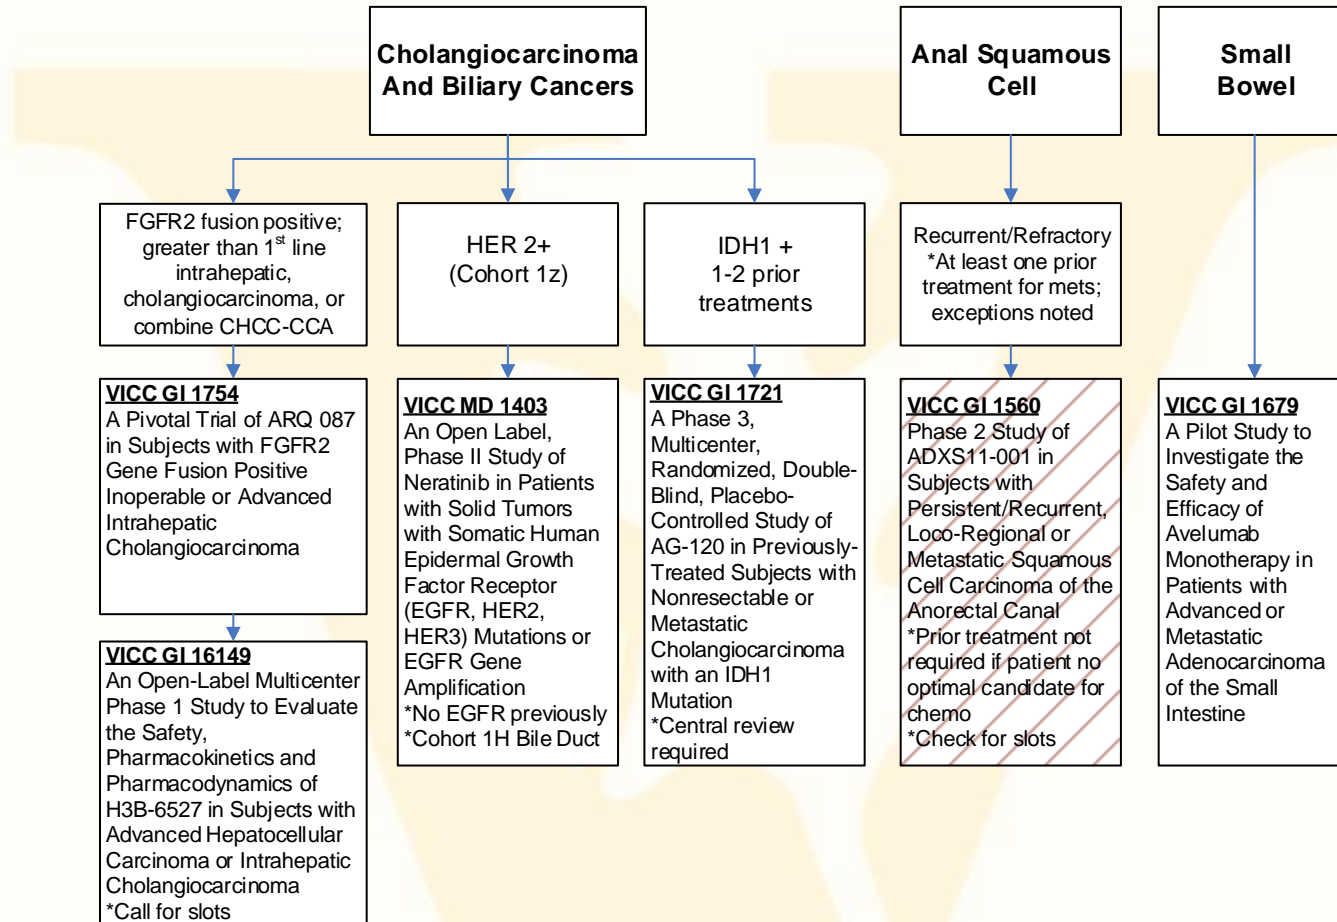 Cholangiocarcinoma
And Biliary Cancers
Anal Squamous
Cell
Small
Bowel
FGFR2 fusion positive;
greater than 1st line
intrahepatic,
cholangiocarcinoma, or
combine CHCC-CCA
HER 2+
(Cohort 1z)
IDH1 +
1-2 prior
treatments
Recurrent/Refractory
*At least one prior
treatment for mets;
exceptions noted
VICC GI 1754
A Pivotal Trial of ARQ 087
in Subjects with FGFR2
Gene Fusion Positive
Inoperable or Advanced
Intrahepatic
Cholangiocarcinoma
VICC GI 16149
An Open-Label Multicenter
Phase 1 Study to Evaluate
the Safety,
Pharmacokinetics and
Pharmacodynamics of
H3B-6527 in Subjects with
Advanced Hepatocellular
Carcinoma or Intrahepatic
Cholangiocarcinoma
*Call for slots
VICC MD 1403
An Open Label,
Phase II Study of
Neratinib in Patients
with Solid Tumors
with Somatic Human
Epidermal Growth
Factor Receptor
(EGFR, HER2,
HER3) Mutations or
EGFR Gene
Amplification
*No EGFR previously
*Cohort 1H Bile Duct
VICC GI 1721
A Phase 3,
Multicenter,
Randomized, Double-
Blind, Placebo-
Controlled Study of
AG-120 in Previously-
Treated Subjects with
Nonresectable or
Metastatic
Cholangiocarcinoma
with an IDH1
Mutation
*Central review
required
VICC GI 1560
Phase 2 Study of
ADXS11-001 in
Subjects with
Persistent/Recurrent,
Loco-Regional or
Metastatic Squamous
Cell Carcinoma of the
Anorectal Canal
*Prior treatment not
required if patient no
optimal candidate for
chemo
*Check for slots
VICC GI 1679
A Pilot Study to
Investigate the
Safety and
Efficacy of
Avelumab
Monotherapy in
Patients with
Advanced or
Metastatic
Adenocarcinoma
of the Small
Intestine